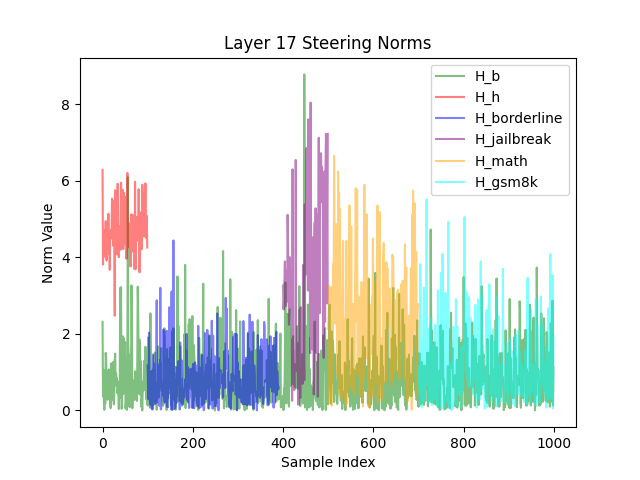 Layer 17 Steering Norms
H_b
H_h
H_borderline
H_jailbreak
H_math
H_gsm8k
Norm Value
8
6
4
2
0
0
200
400
600
800
1000
Sample Index